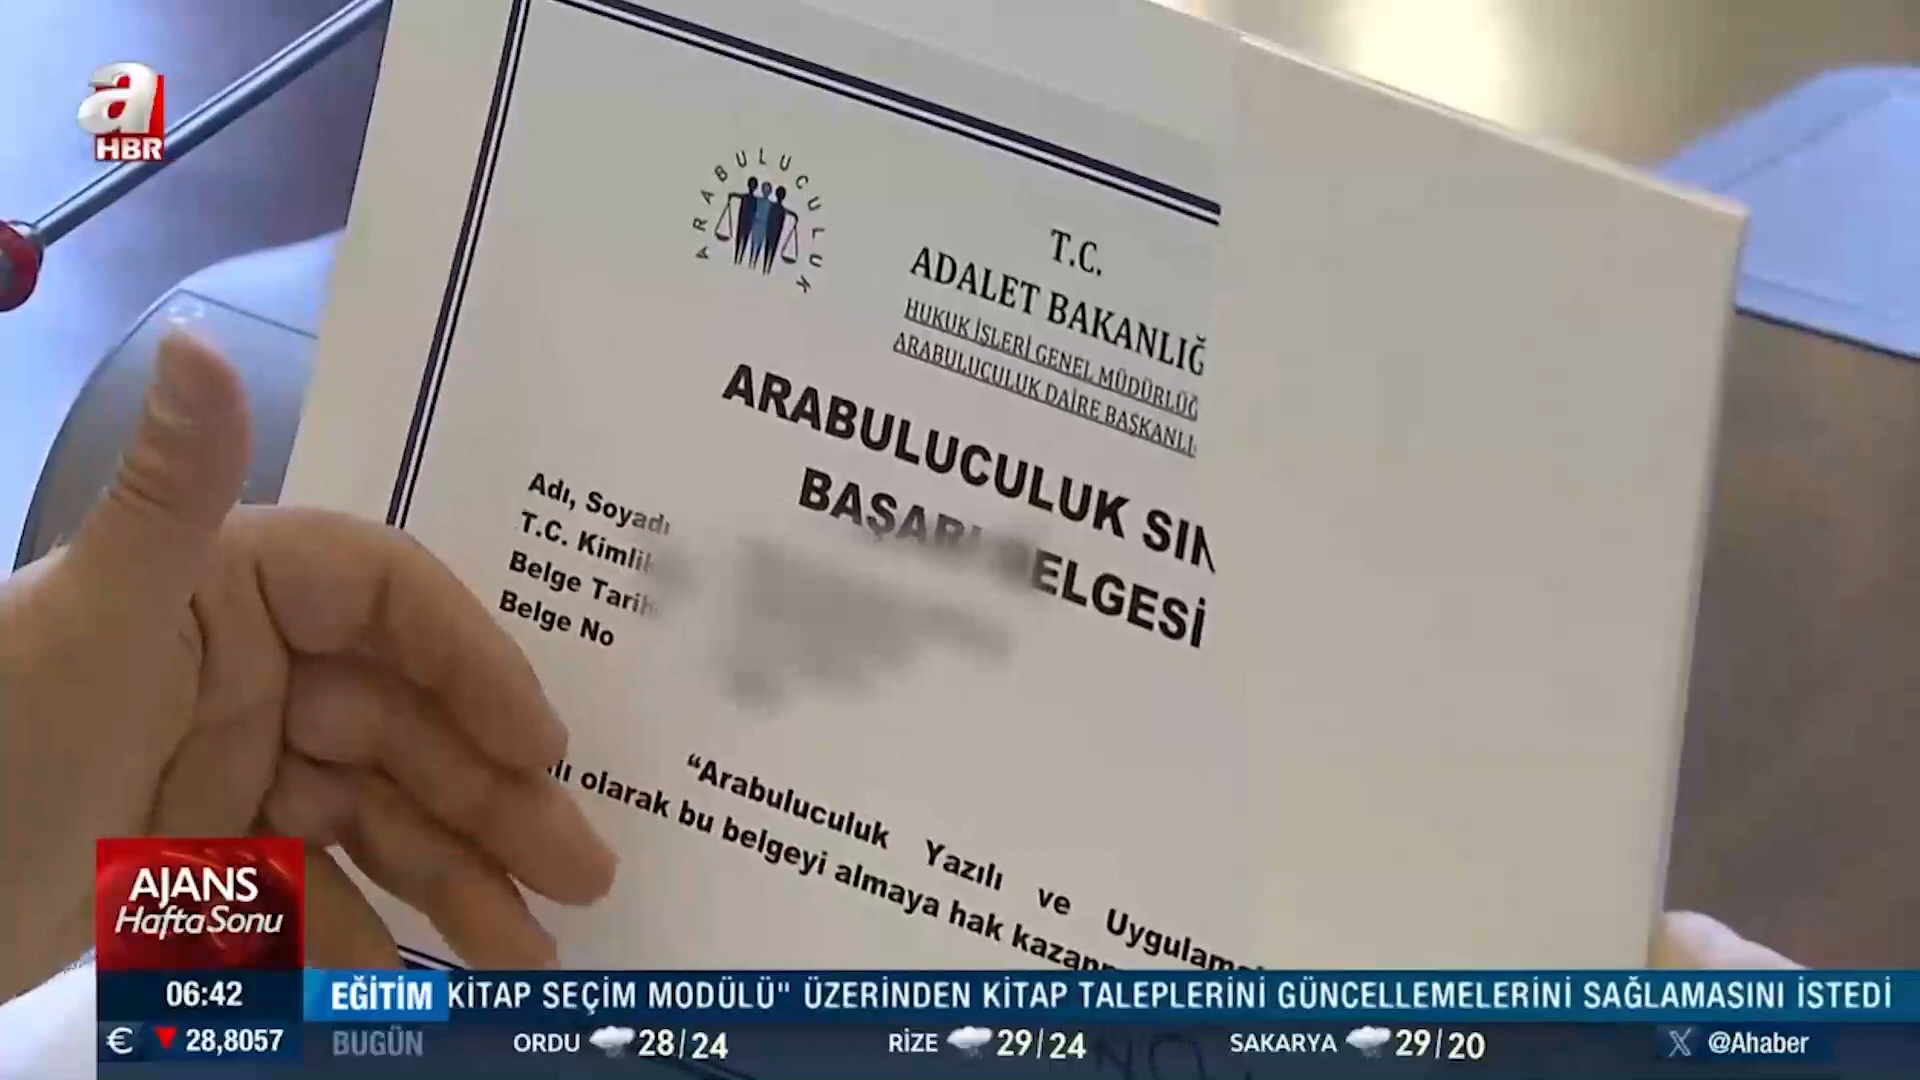 a
HBR
ARABULUCULUK
T.C.
ADALET BAKANLIĞ
HUKUK İŞLERİ GENEL MÜDÜRLÜĞ
ARABULUCULUK DAİRE BAŞKANLI
ARABULUCULUK SIN
BAŞARI BELGESİ
Adı, Soyadı
T.C. Kimlik
Belge Tarih
Belge No
“Arabuluculuk Yazılı ve Uygulama
lı olarak bu belgeyi almaya hak kazanm
AJANS
Hafta Sonu
06:42
EĞİTİM KİTAP SEÇİM MODÜLÜ" ÜZERİNDEN KİTAP TALEPLERİNİ GÜNCELLEMELERİNİ SAĞLAMASINI İSTEDİ
€ ▼ 28,8057 BUGÜN ORDU 28/24 RİZE 29/24 SAKARYA 29/20 X @Ahaber